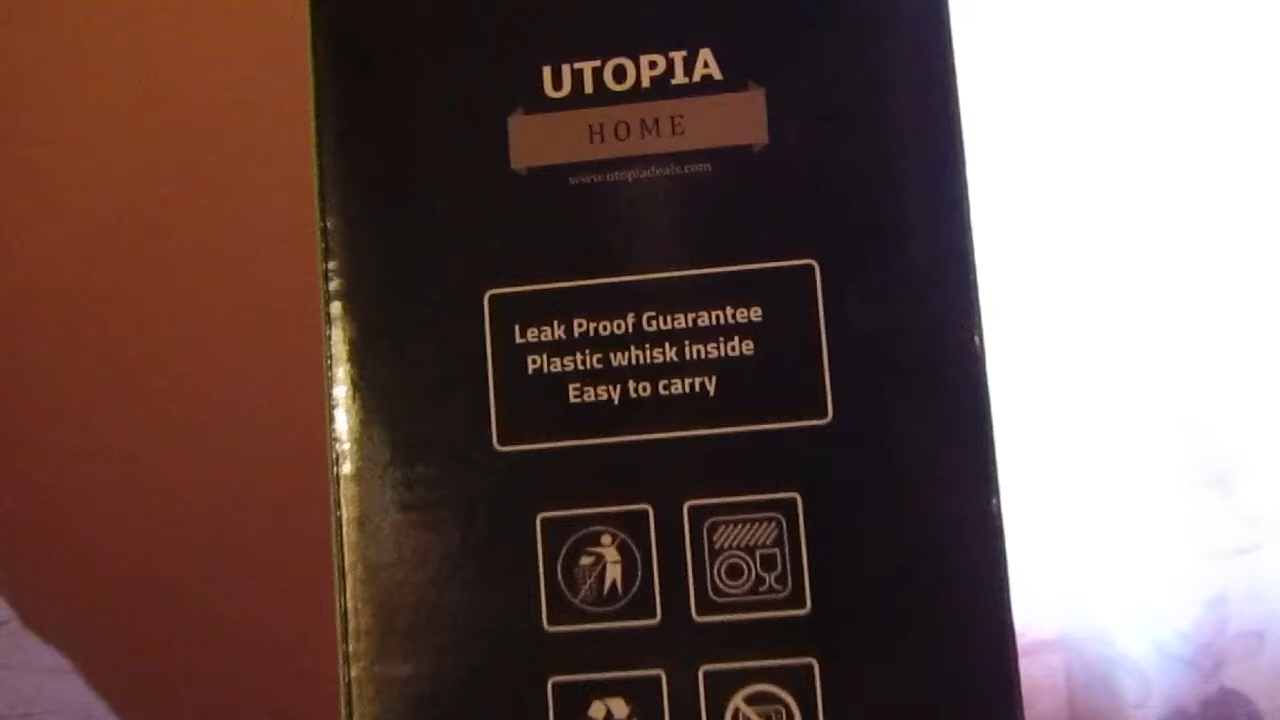 UTOPIA
HOME
www.utopiadeals.com
Leak Proof Guarantee
Plastic whisk inside
Easy to carry